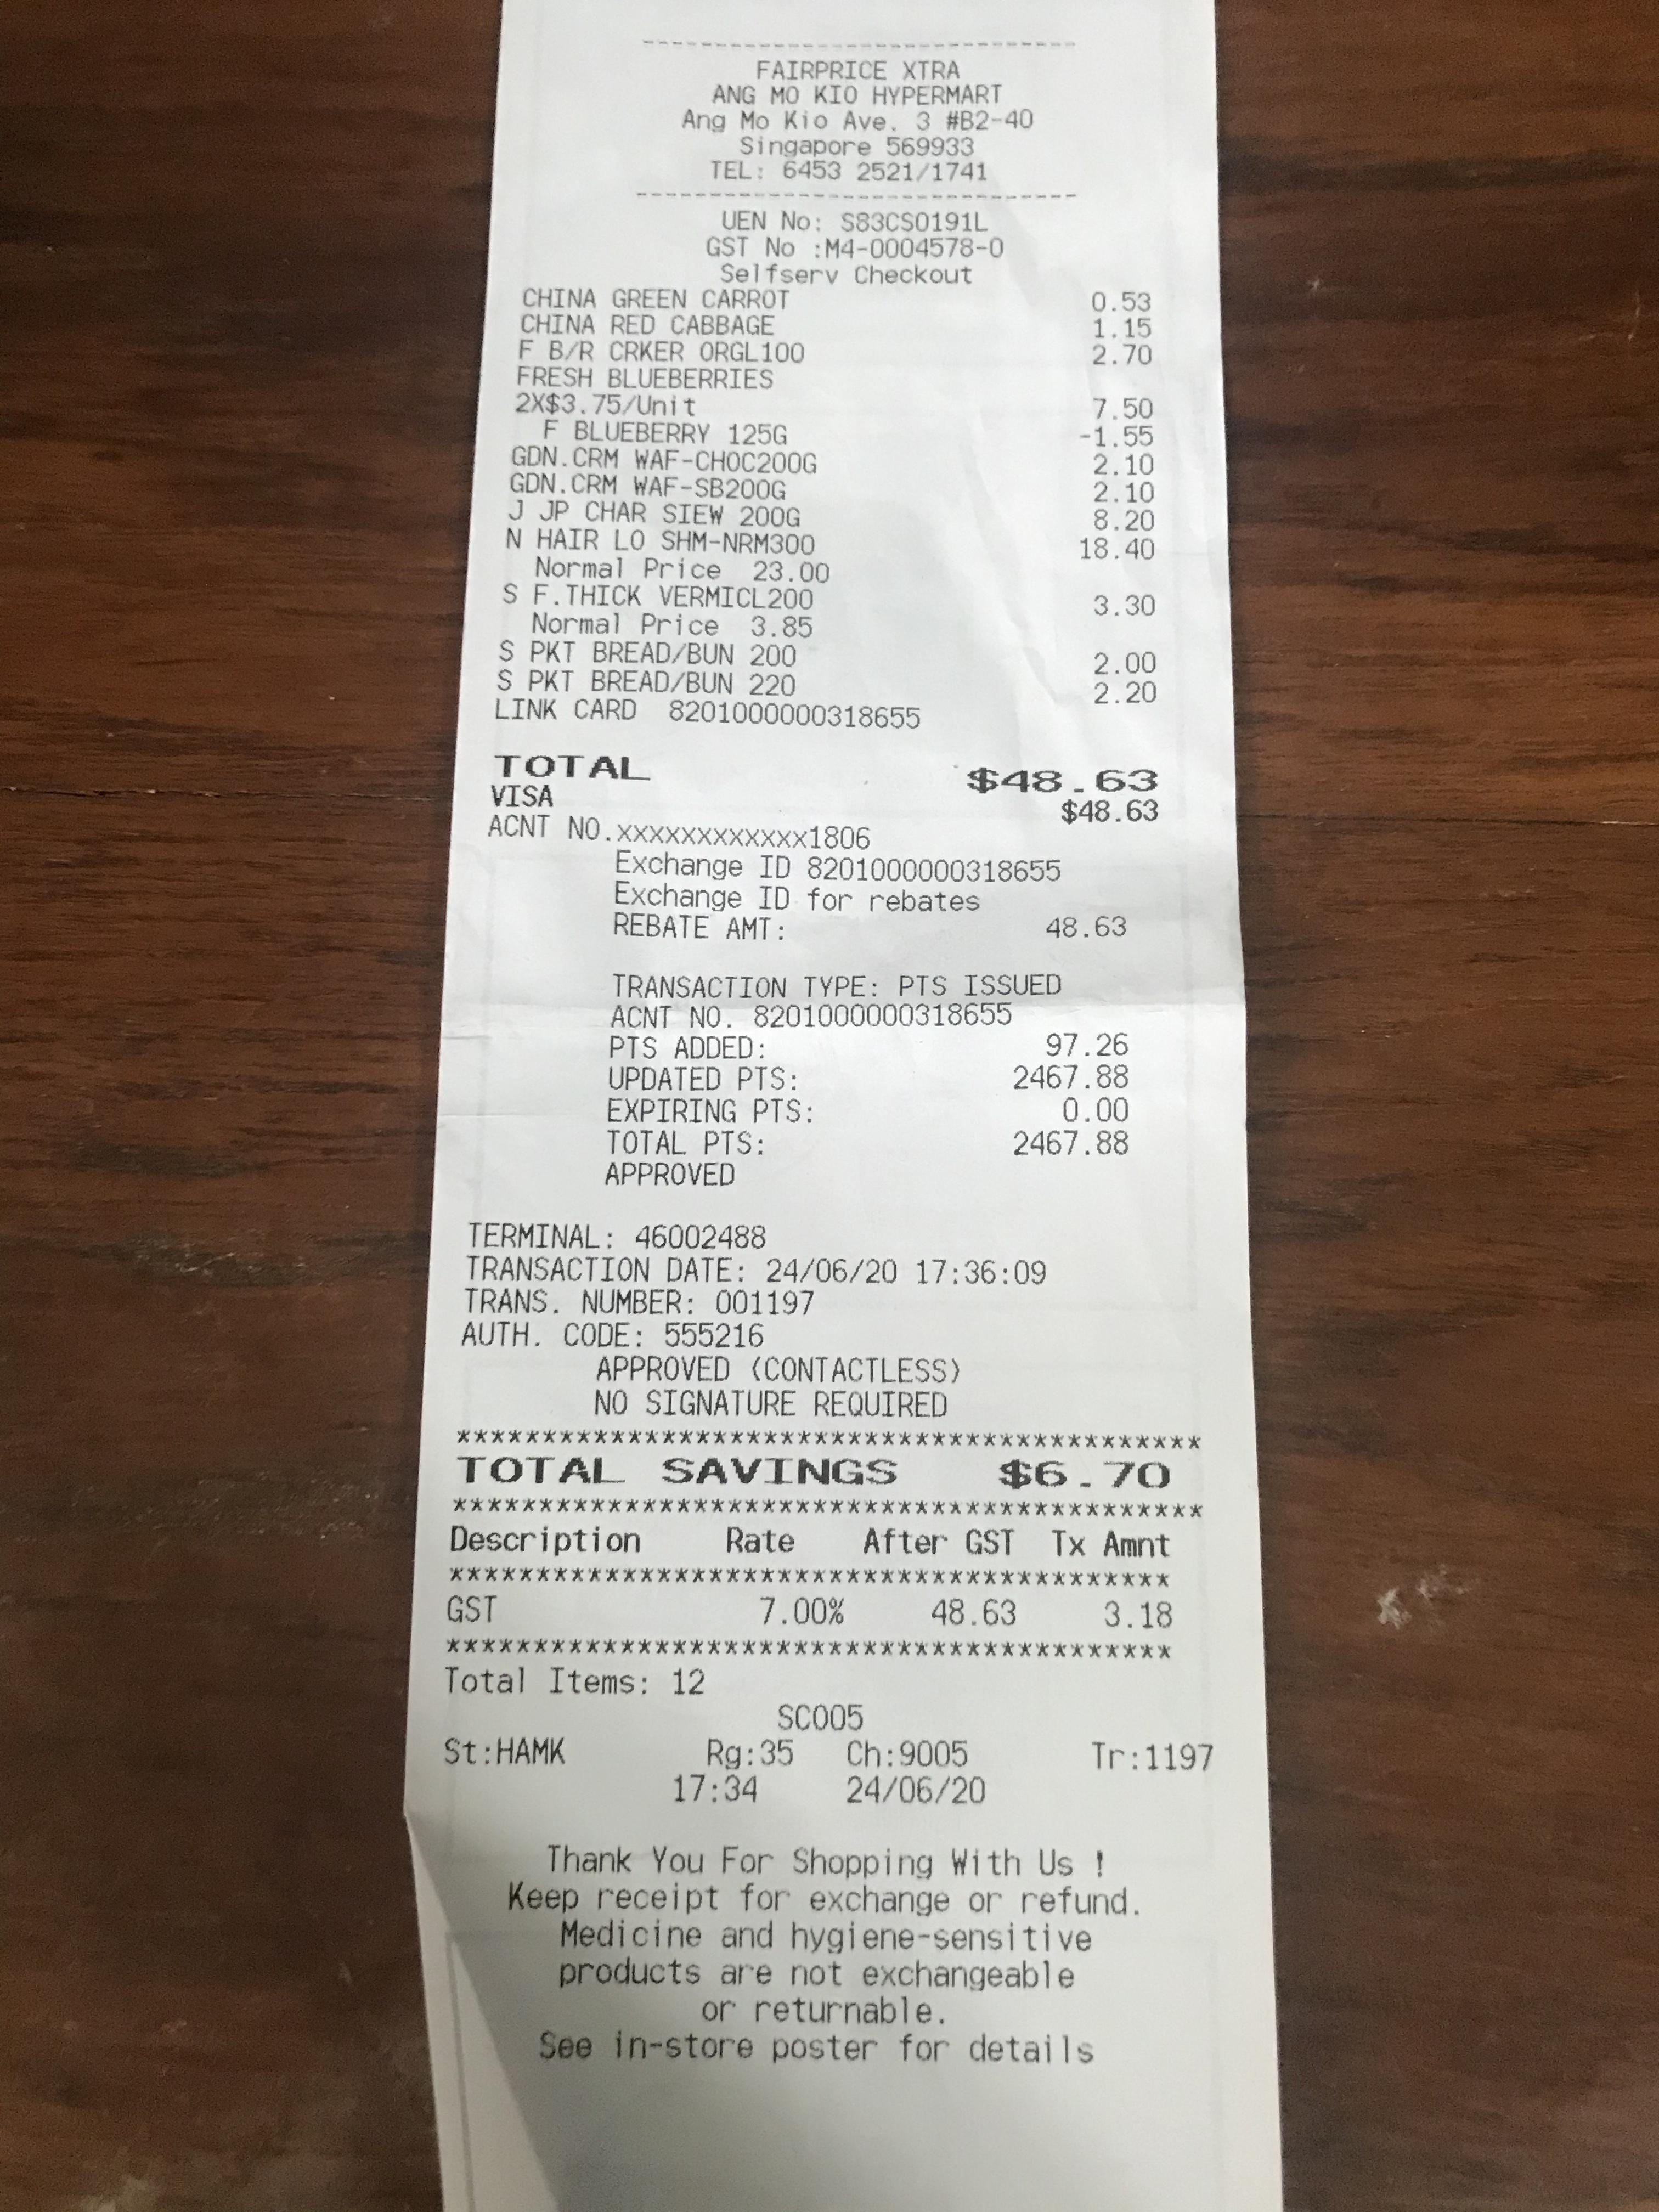 FAIRPRICE XTRA
ANG MO KIO HYPERMART
Ang Mo Kio Ave. 3 #B2-40
Singapore 569933
TEL: 6453 2521/1741
UEN No: S83CS0191L
GST No :M4-0004578-0
Selfserv Checkout
CHINA GREEN CARROT 0.53
CHINA RED CABBAGE 1.15
F B/R CRKER ORGL100 2.70
FRESH BLUEBERRIES
2X$3.75/Unit 7.50
F BLUEBERRY 125G -1.55
GDN.CRM WAF-CHOC200G 2.10
GDN.CRM WAF-SB200G 2.10
J JP CHAR SIEW 200G 8.20
N HAIR LO SHM-NRM300 18.40
Normal Price 23.00
S F.THICK VERMICL200 3.30
Normal Price 3.85
S PKT BREAD/BUN 200 2.00
S PKT BREAD/BUN 220 2.20
LINK CARD 8201000000318655
TOTAL $48.63
VISA $48.63
ACNT NO.xxxxxxxxxxxx1806
Exchange ID 8201000000318655
Exchange ID for rebates
REBATE AMT: 48.63
TRANSACTION TYPE: PTS ISSUED
ACNT NO. 8201000000318655
PTS ADDED: 97.26
UPDATED PTS: 2467.88
EXPIRING PTS: 0.00
TOTAL PTS: 2467.88
APPROVED
TERMINAL: 46002488
TRANSACTION DATE: 24/06/20 17:36:09
TRANS. NUMBER: 001197
AUTH. CODE: 555216
APPROVED (CONTACTLESS)
NO SIGNATURE REQUIRED
*******************************************
TOTAL SAVINGS $6.70
*******************************************
Description Rate After GST Tx Amnt
*****************************************
GST 7.00% 48.63 3.18
*****************************************
Total Items: 12
SC005
St:HAMK Rg:35 Ch:9005 Tr:1197
17:34 24/06/20
Thank You For Shopping With Us !
Keep receipt for exchange or refund.
Medicine and hygiene-sensitive
products are not exchangeable
or returnable.
See in-store poster for details